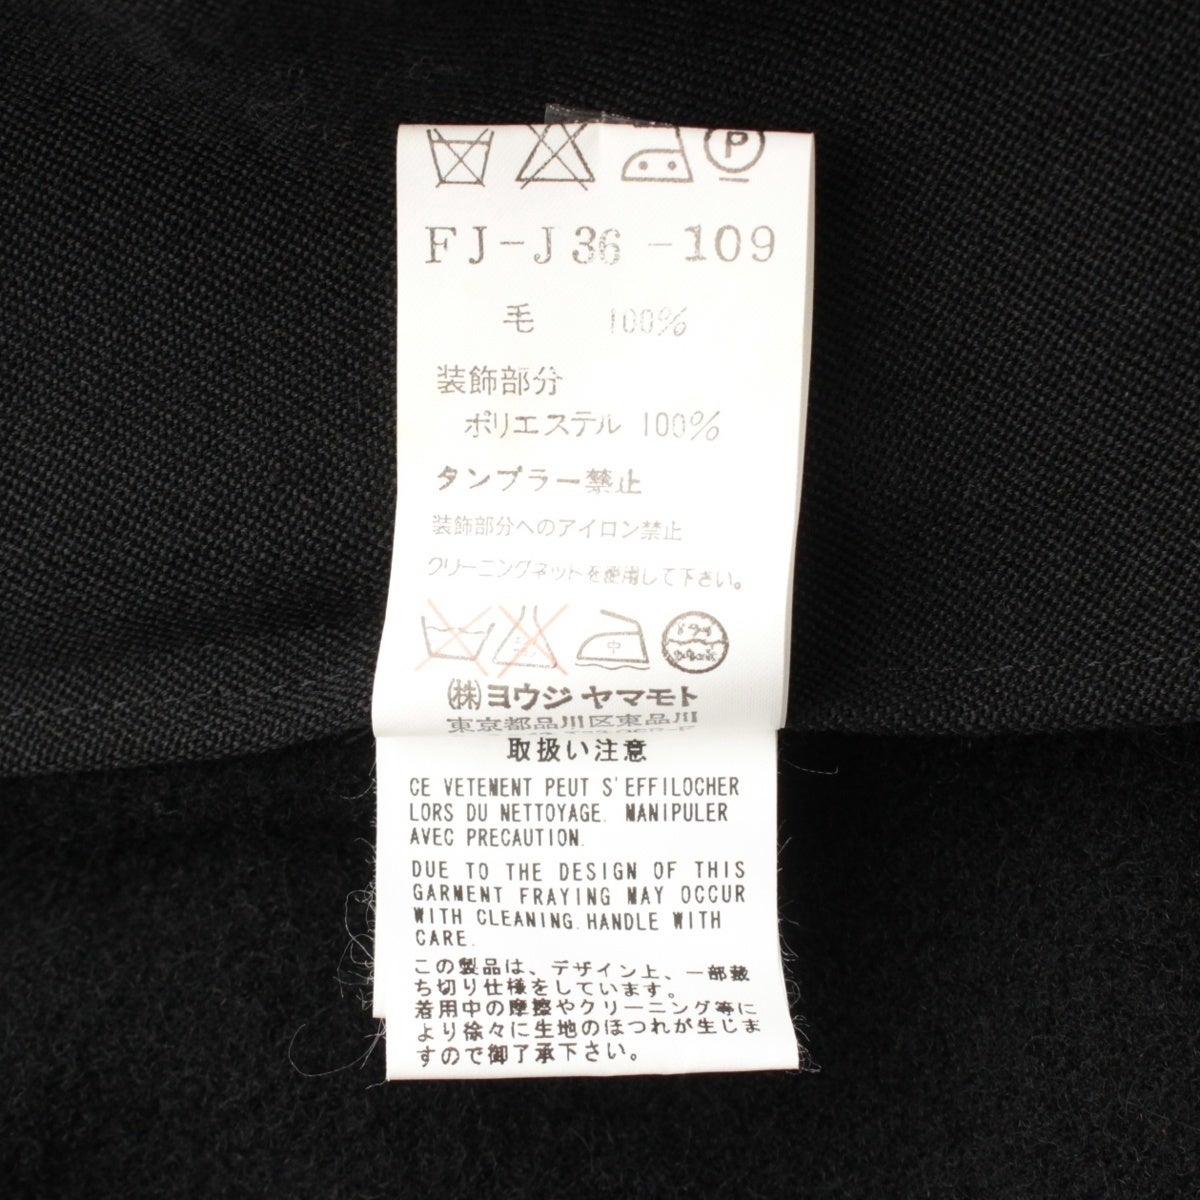 P
FJ-J36-109
毛 100%
装飾部分
ポリエステル 100%
タンブラー禁止
装飾部分へのアイロン禁止
クリーニングネットを使用して下さい。
中
㈱ヨウジヤマモト
東京都品川区東品川
取扱い注意
CE VETEMENT PEUT S'EFFILOCHER
LORS DU NETTOYAGE. MANIPULER
AVEC PRECAUTION.
DUE TO THE DESIGN OF THIS
GARMENT FRAYING MAY OCCUR
WITH CLEANING. HANDLE WITH
CARE.
この製品は、デザイン上、一部裁
ち切り仕様をしています。
着用中の摩擦やクリーニング等に
より徐々に生地のほつれが生じま
すので御了承下さい。